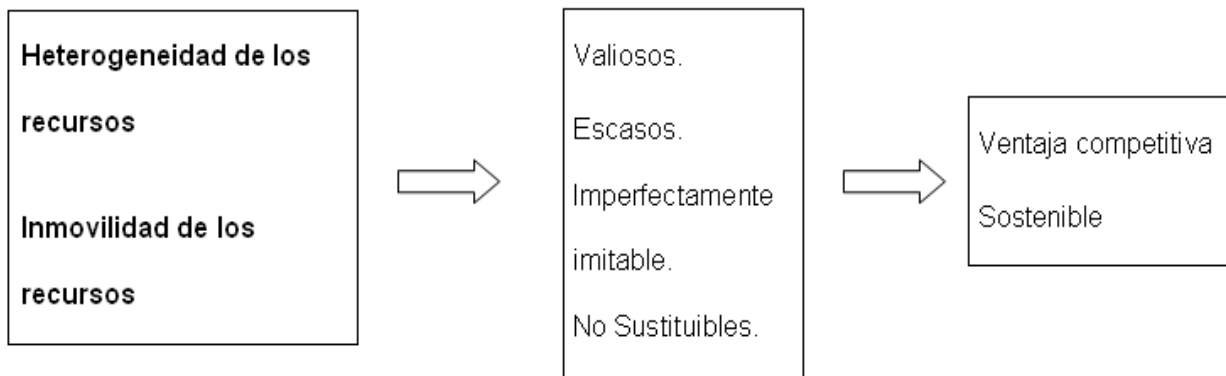 Heterogeneidad de los
recursos
Inmovilidad de los
recursos
Valiosos.
Escasos.
Imperfectamente
imitable.
No Sustituibles.
Ventaja competitiva
Sostenible